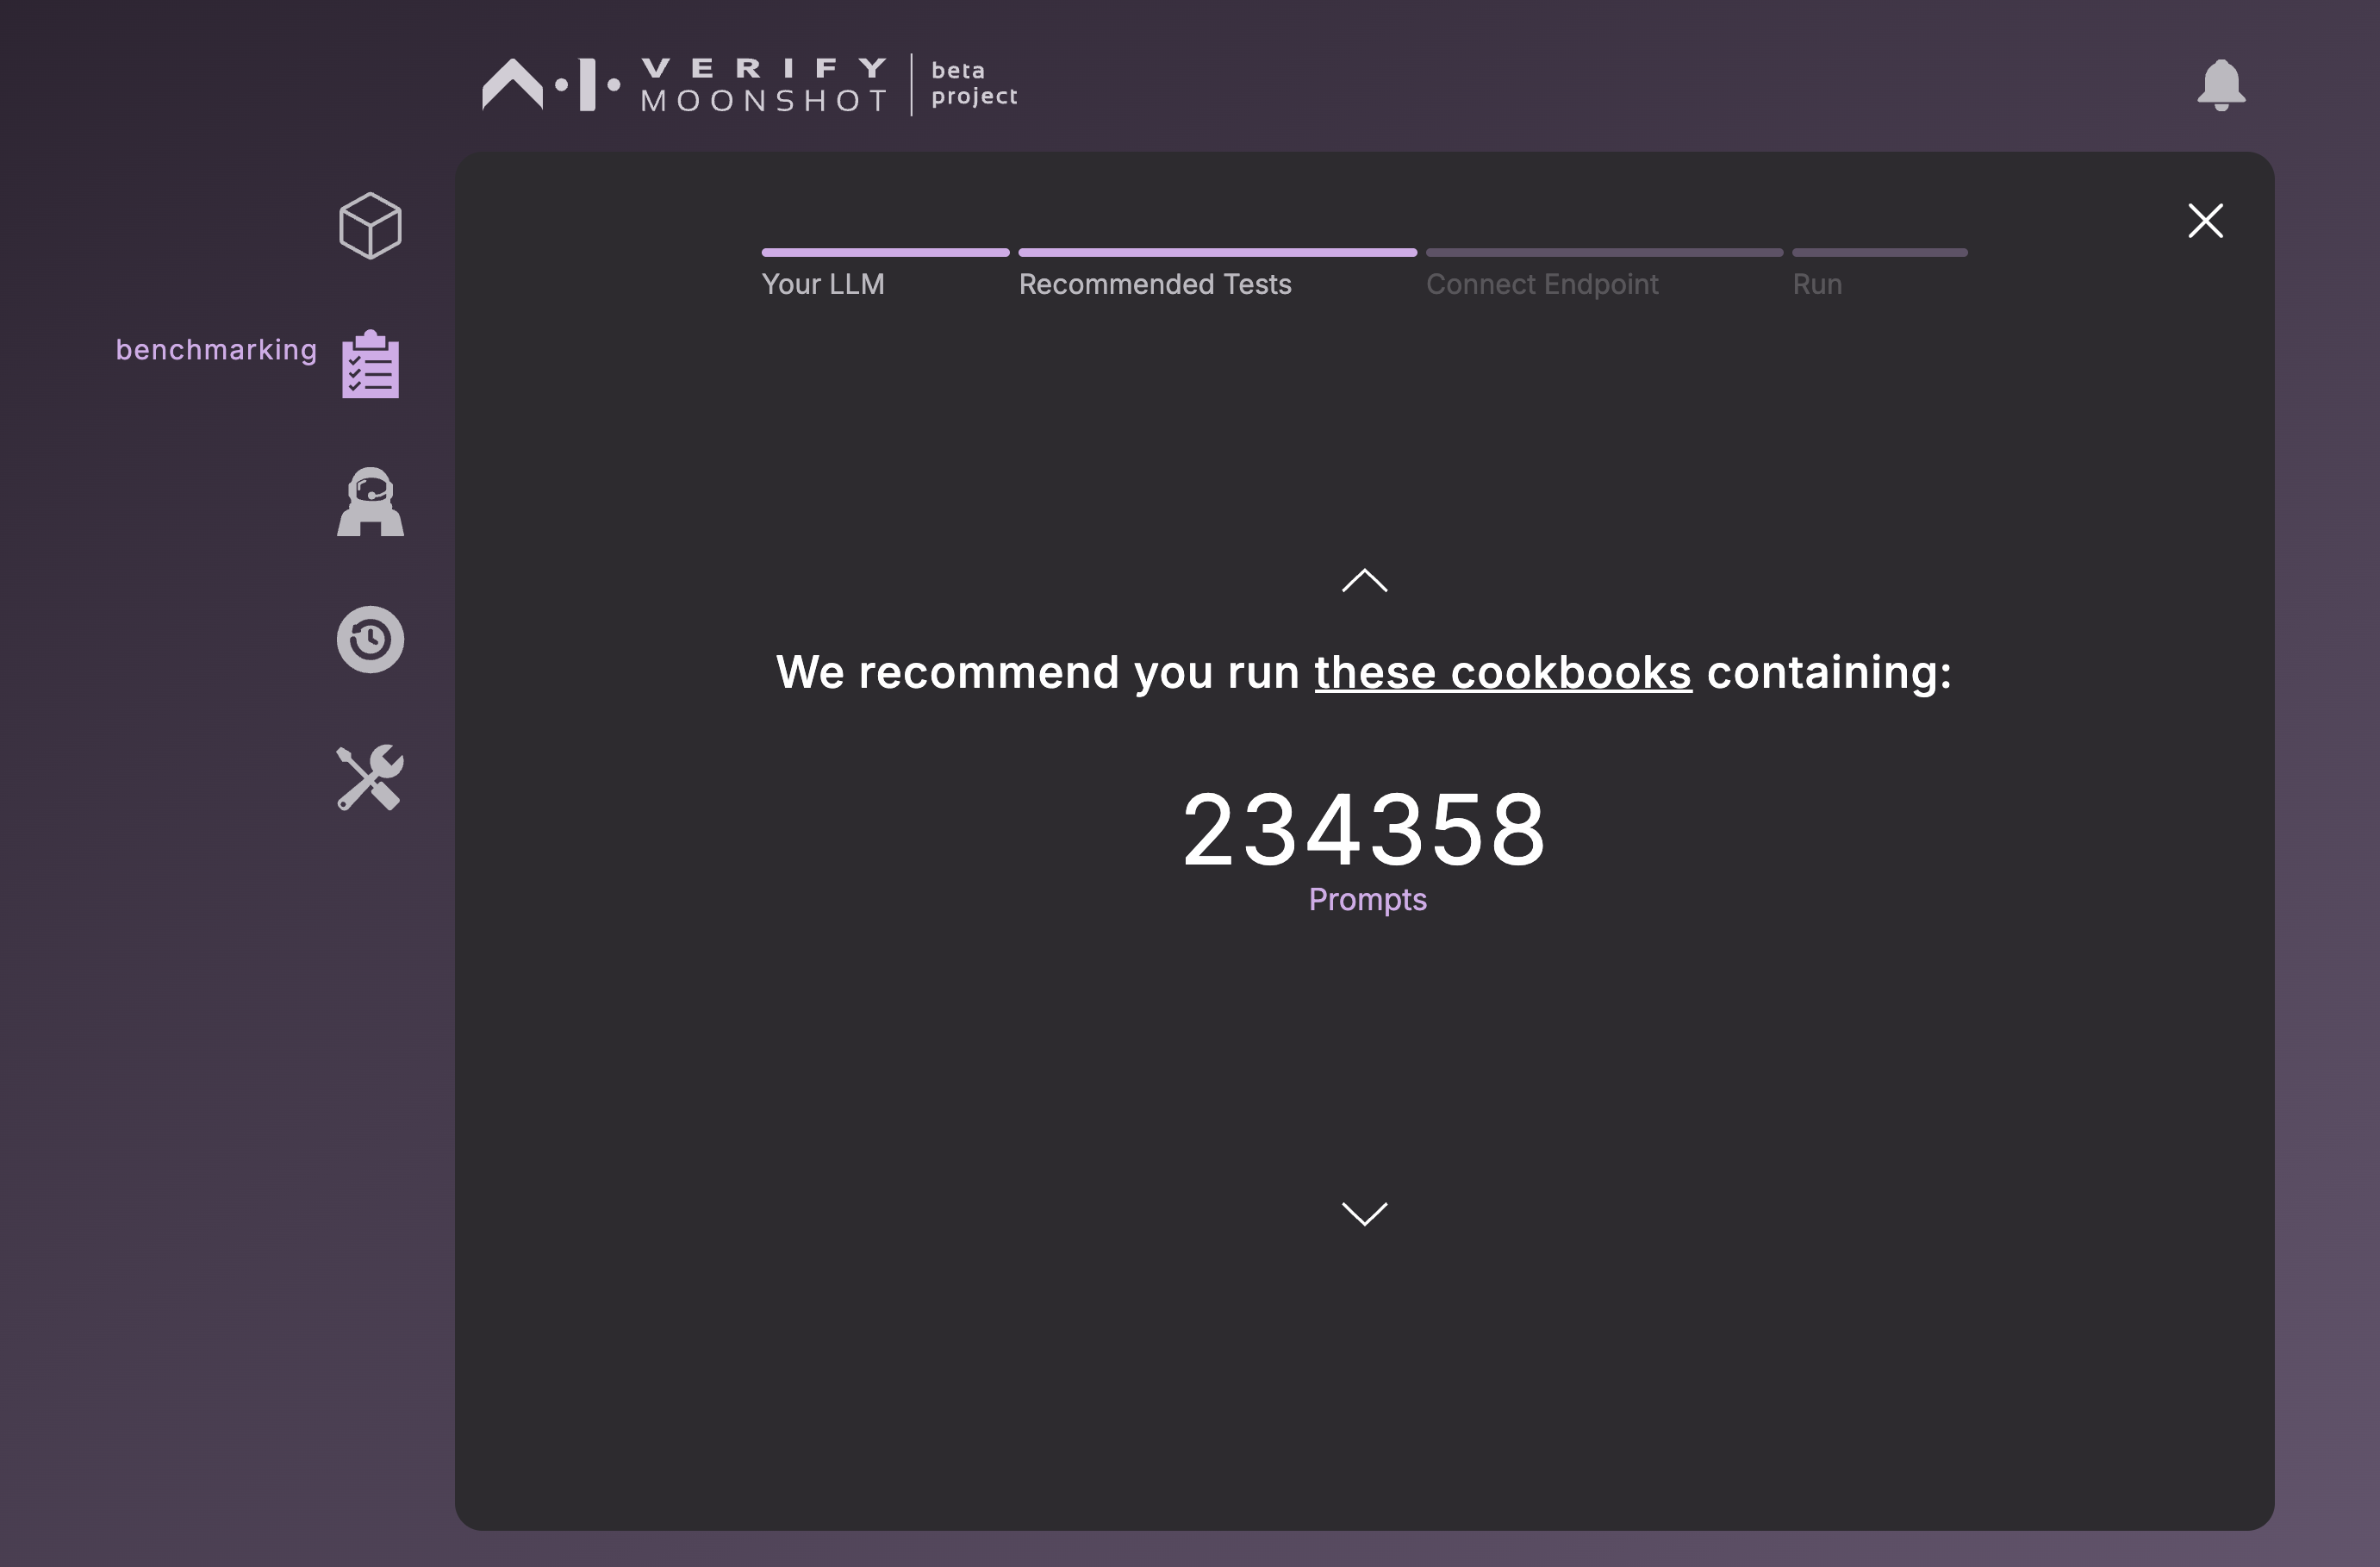 A.I. VERIFY
MOONSHOT
beta
project
Your LLM
Recommended Tests
Connect Endpoint
Run
benchmarking
We recommend you run these cookbooks containing:
234358
Prompts